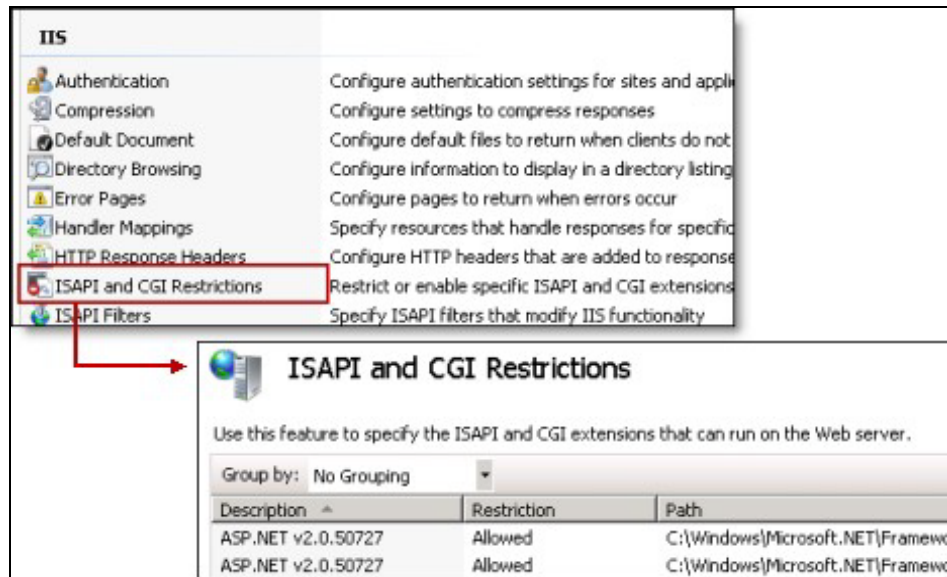 IIS
Authentication Configure authentication settings for sites and appli
Compression Configure settings to compress responses
Default Document Configure default files to return when clients do not
Directory Browsing Configure information to display in a directory listing
Error Pages Configure pages to return when errors occur
Handler Mappings Specify resources that handle responses for specific
HTTP Response Headers Configure HTTP headers that are added to response
ISAPI and CGI Restrictions Restrict or enable specific ISAPI and CGI extensions
ISAPI Filters Specify ISAPI filters that modify IIS functionality
ISAPI and CGI Restrictions
Use this feature to specify the ISAPI and CGI extensions that can run on the Web server.
Group by: No Grouping
Description Restriction Path
ASP.NET v2.0.50727 Allowed C:\Windows\Microsoft.NET\Framewo
ASP.NET v2.0.50727 Allowed C:\Windows\Microsoft.NET\Framewo